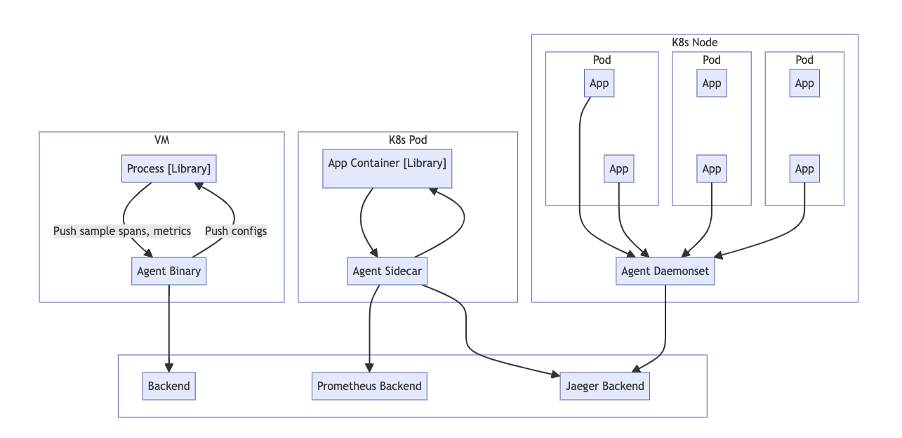 K8s Node
Pod
Pod
Pod
App
App
App
VM
K8s Pod
Process [Library]
App Container [Library]
App
App
App
Push sample spans, metrics
Push configs
Agent Binary
Agent Sidecar
Agent Daemonset
Backend
Prometheus Backend
Jaeger Backend